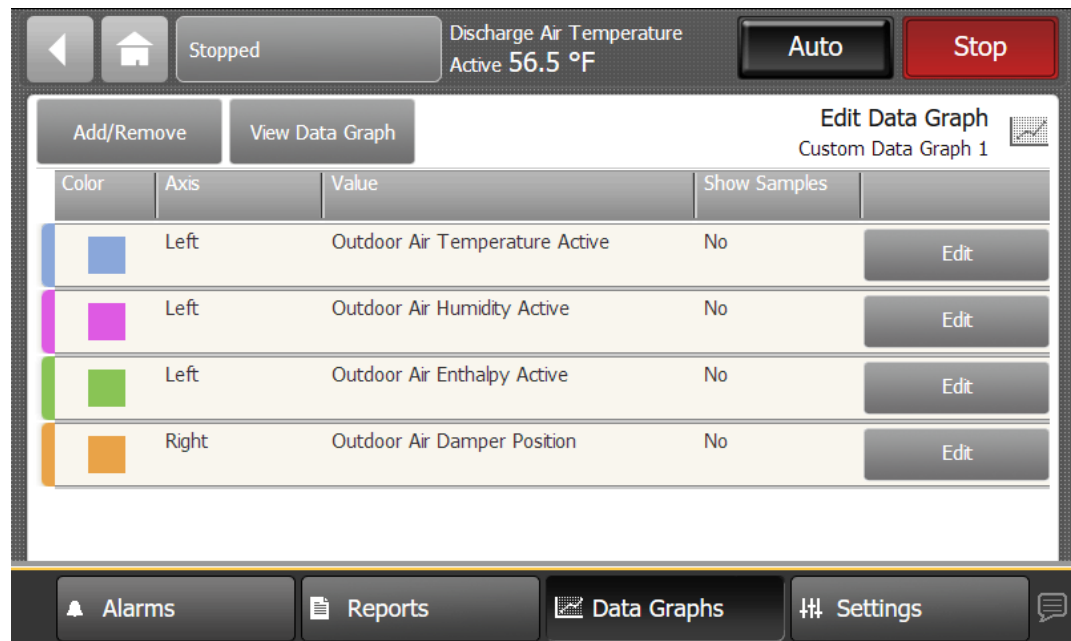 Stopped
Discharge Air Temperature
Active 56.5 °F
Auto
Stop
Add/Remove
View Data Graph
Edit Data Graph
Custom Data Graph 1
Color Axis Value Show Samples
Left Outdoor Air Temperature Active No Edit
Left Outdoor Air Humidity Active No Edit
Left Outdoor Air Enthalpy Active No Edit
Right Outdoor Air Damper Position No Edit
Alarms Reports Data Graphs Settings